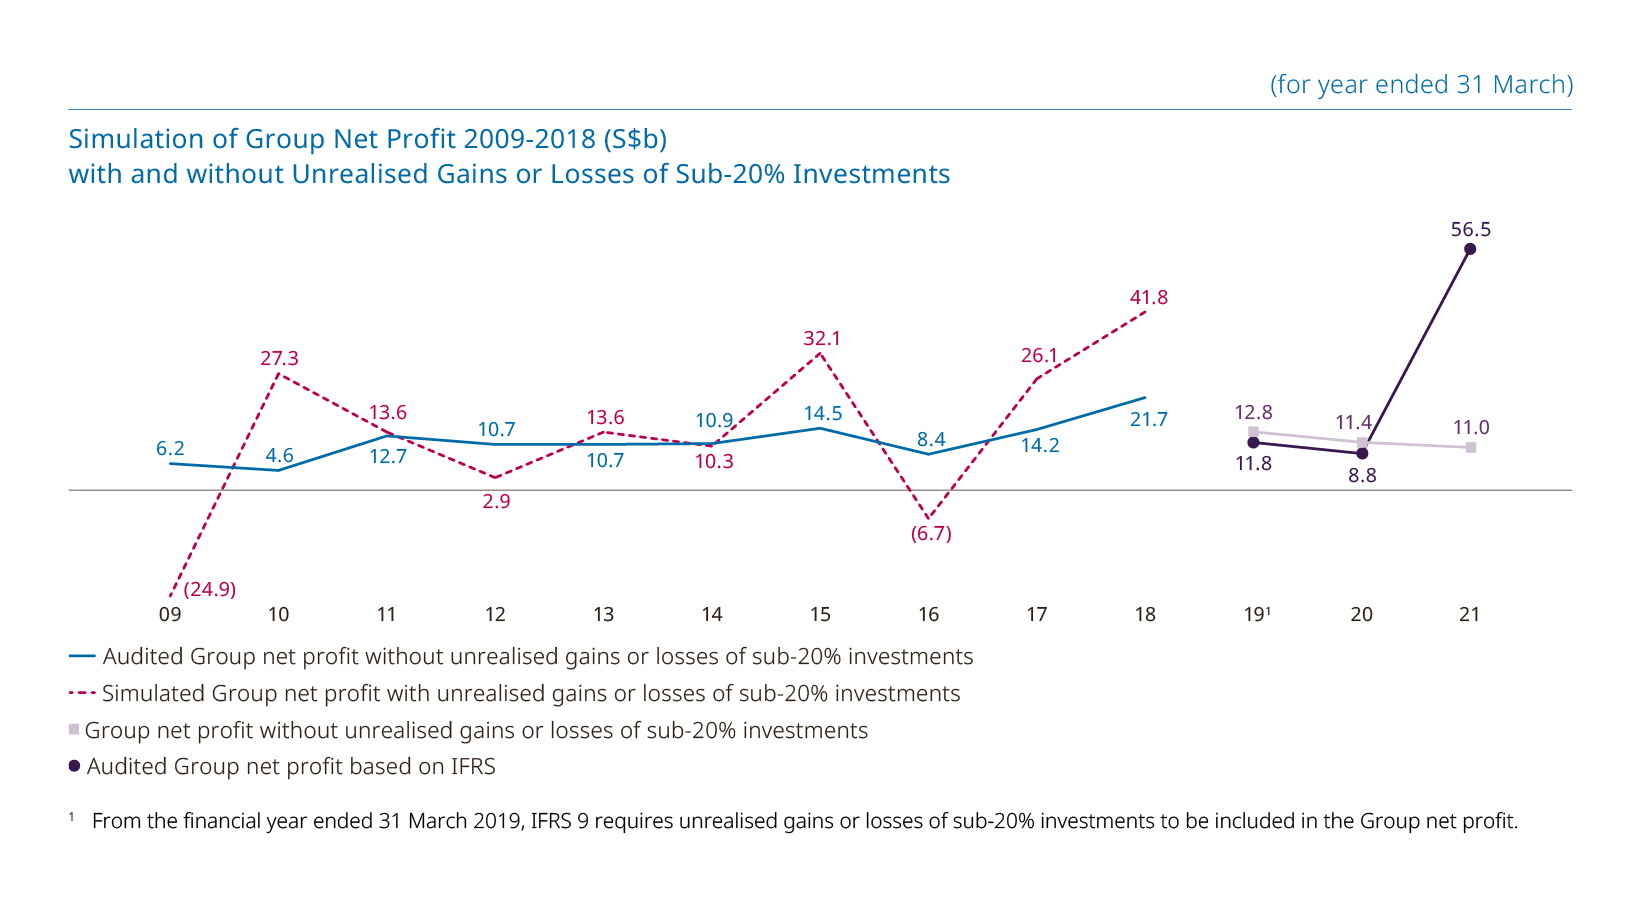 (for year ended 31 March)
Simulation of Group Net Profit 2009-2018 (S$b)
with and without Unrealised Gains or Losses of Sub-20% Investments
56.5
41.8
32.1
27.3
26.1
13.6
13.6
10.9
14.5
12.8
11.4
11.0
6.2
4.6
12.7
10.7
10.7
10.3
8.4
14.2
21.7
11.8
8.8
2.9
(6.7)
(24.9)
09 10 11 12 13 14 15 16 17 18 19¹ 20 21
Audited Group net profit without unrealised gains or losses of sub-20% investments
Simulated Group net profit with unrealised gains or losses of sub-20% investments
Group net profit without unrealised gains or losses of sub-20% investments
Audited Group net profit based on IFRS
¹ From the financial year ended 31 March 2019, IFRS 9 requires unrealised gains or losses of sub-20% investments to be included in the Group net profit.